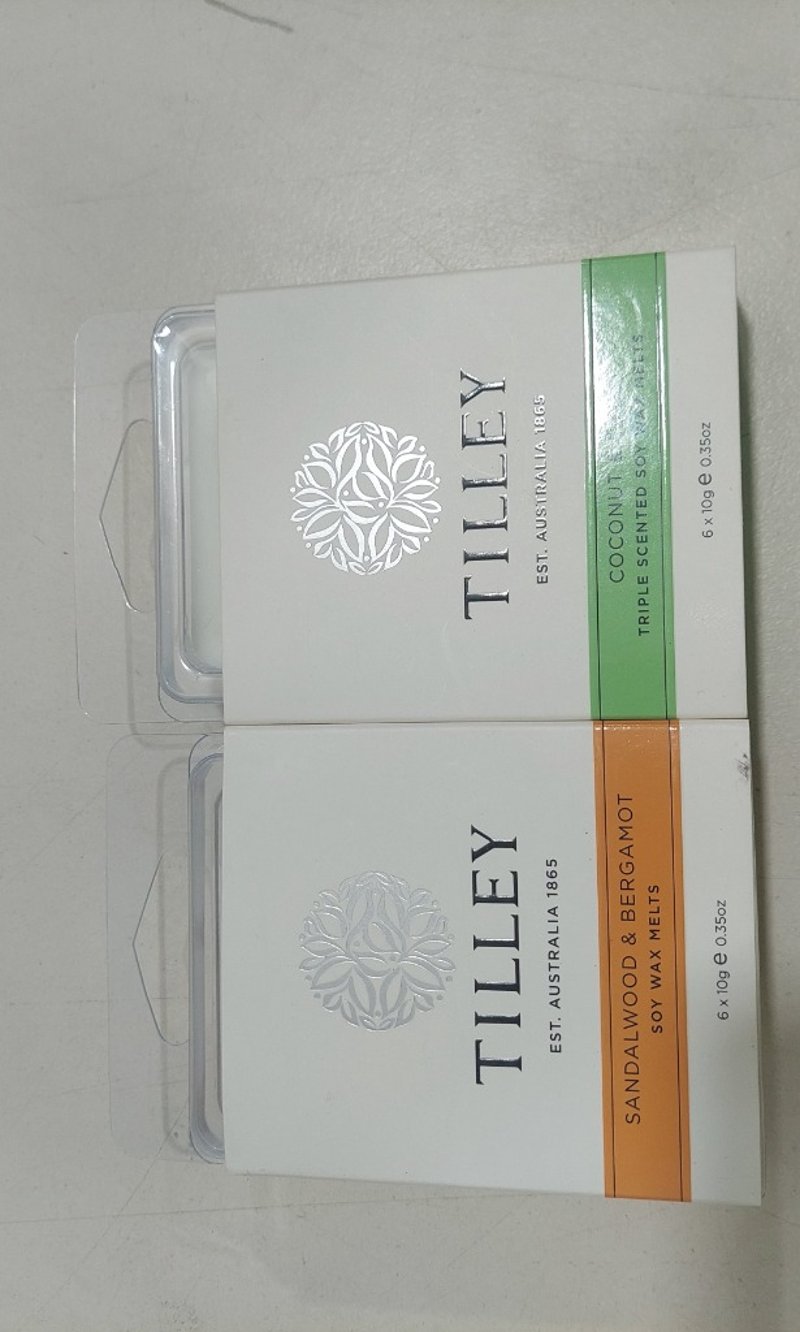 TILLEY
EST. AUSTRALIA 1865
SANDALWOOD & BERGAMOT
SOY WAX MELTS
6 x 10g e 0.35oz
TILLEY
EST. AUSTRALIA 1865
COCONUT
TRIPLE SCENTED SOY WAX MELTS
6 x 10g e 0.35oz